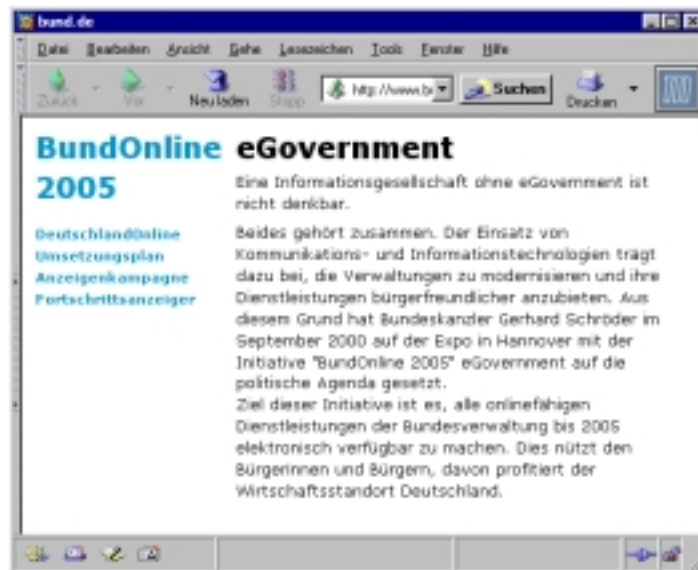 bund.de
Datei Bearbeiten Ansicht Gehe Lesezeichen Tools Fenster Hilfe
Zurück Vor Neu laden Stopp http://www.b Suchen Drucken
BundOnline
2005
DeutschlandOnline
Umsetzungsplan
Anzeigenkampagne
Fortschrittsanzeiger
eGovernment
Eine Informationsgesellschaft ohne eGovernment ist
nicht denkbar.
Beides gehört zusammen. Der Einsatz von
Kommunikations- und Informationstechnologien trägt
dazu bei, die Verwaltungen zu modernisieren und ihre
Dienstleistungen bürgerfreundlicher anzubieten. Aus
diesem Grund hat Bundeskanzler Gerhard Schröder im
September 2000 auf der Expo in Hannover mit der
Initiative "BundOnline 2005" eGovernment auf die
politische Agenda gesetzt.
Ziel dieser Initiative ist es, alle onlinefähigen
Dienstleistungen der Bundesverwaltung bis 2005
elektronisch verfügbar zu machen. Dies nützt den
Bürgerinnen und Bürgern, davon profitiert der
Wirtschaftsstandort Deutschland.